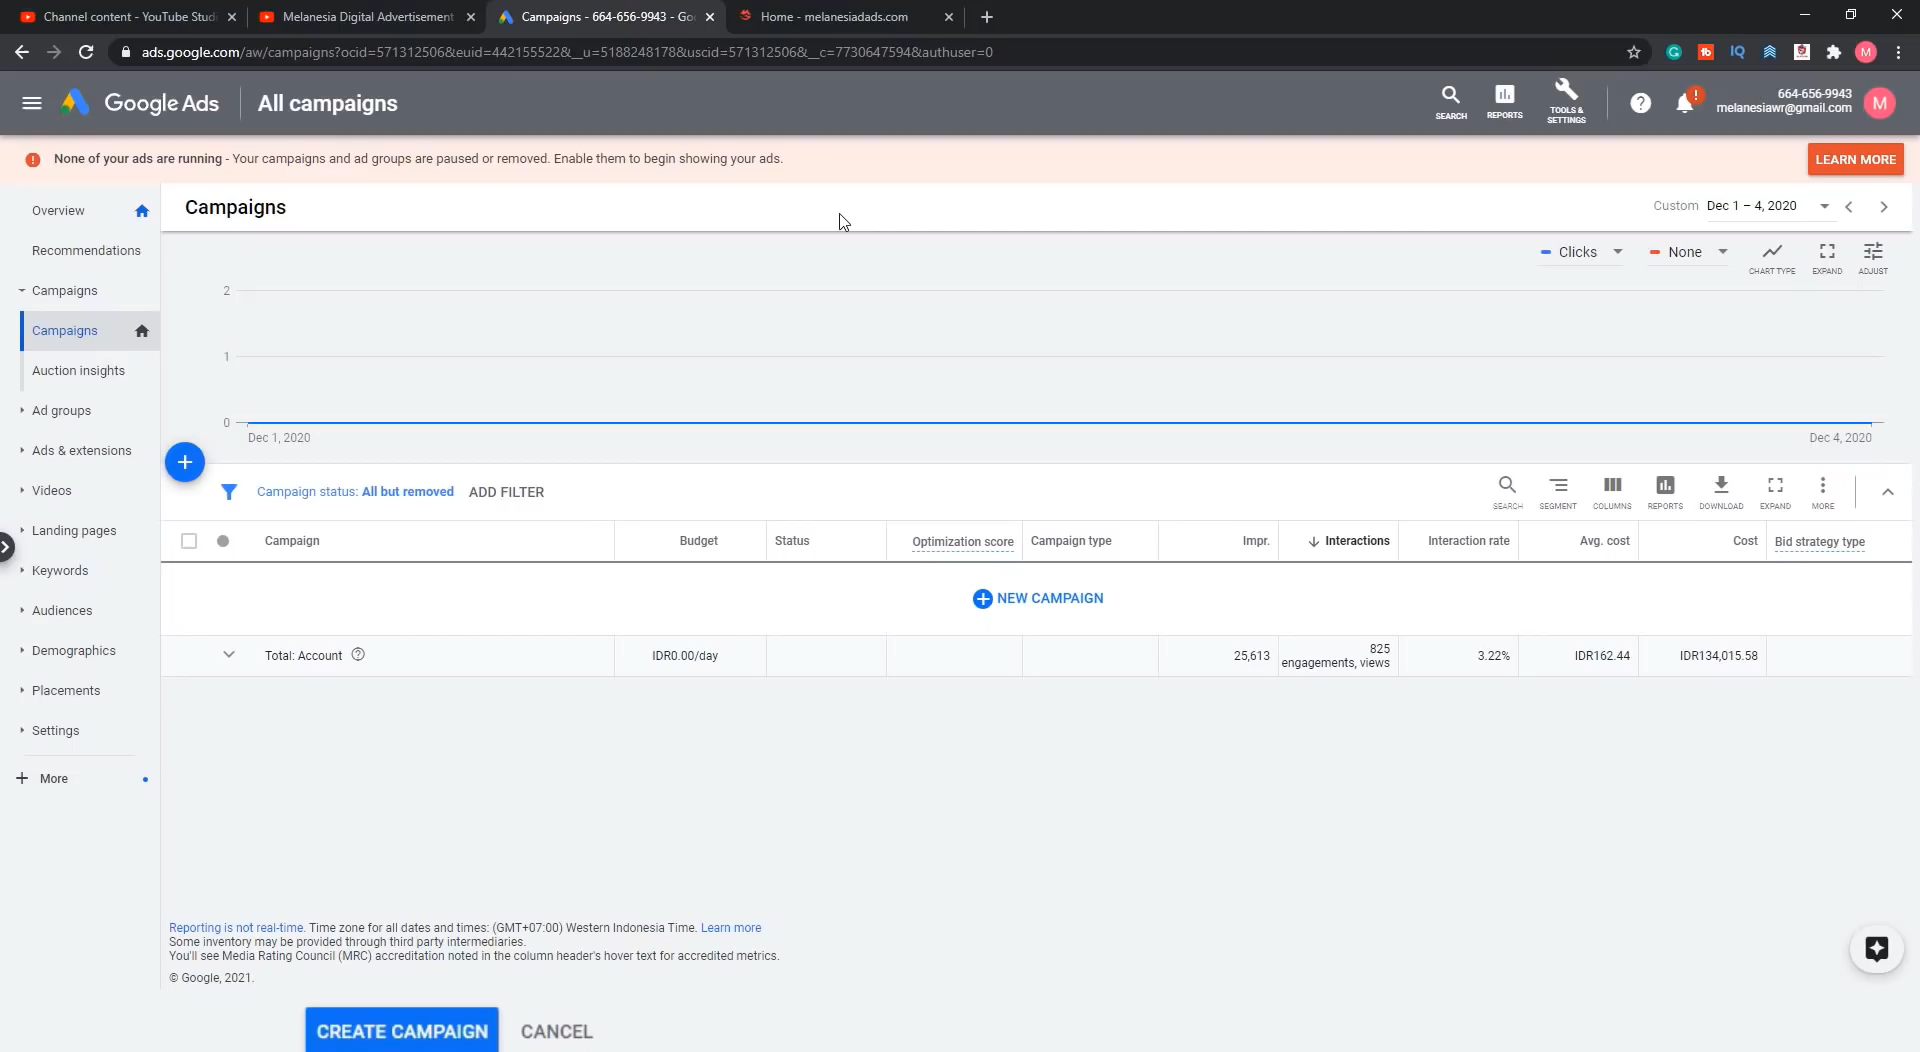 Channel content - YouTube Stud
Melanesia Digital Advertisement
Campaigns - 664-656-9943 - Go
Home - melanesiadads.com
ads.google.com/aw/campaigns?ocid=571312506&euid=442155522&__u=5188248178&uscid=571312506&__c=7730647594&authuser=0
M
Google Ads
All campaigns
SEARCH
REPORTS
TOOLS & SETTINGS
664-656-9943
melanesiawr@gmail.com
M
None of your ads are running - Your campaigns and ad groups are paused or removed. Enable them to begin showing your ads.
LEARN MORE
Overview
Recommendations
Campaigns
Campaigns
Auction insights
Ad groups
Ads & extensions
Videos
Landing pages
Keywords
Audiences
Demographics
Placements
Settings
More
Campaigns
Custom Dec 1 – 4, 2020
Clicks
None
CHART TYPE
EXPAND
ADJUST
2
1
0
Dec 1, 2020
Dec 4, 2020
Campaign status: All but removed
ADD FILTER
SEARCH
SEGMENT
COLUMNS
REPORTS
DOWNLOAD
EXPAND
MORE
Campaign Budget Status Optimization score Campaign type Impr. Interactions Interaction rate Avg. cost Cost Bid strategy type
NEW CAMPAIGN
Total: Account IDR0.00/day 25,613 825 engagements, views 3.22% IDR162.44 IDR134,015.58
Reporting is not real-time. Time zone for all dates and times: (GMT+07:00) Western Indonesia Time. Learn more
Some inventory may be provided through third party intermediaries.
You'll see Media Rating Council (MRC) accreditation noted in the column header's hover text for accredited metrics.
© Google, 2021.
CREATE CAMPAIGN
CANCEL